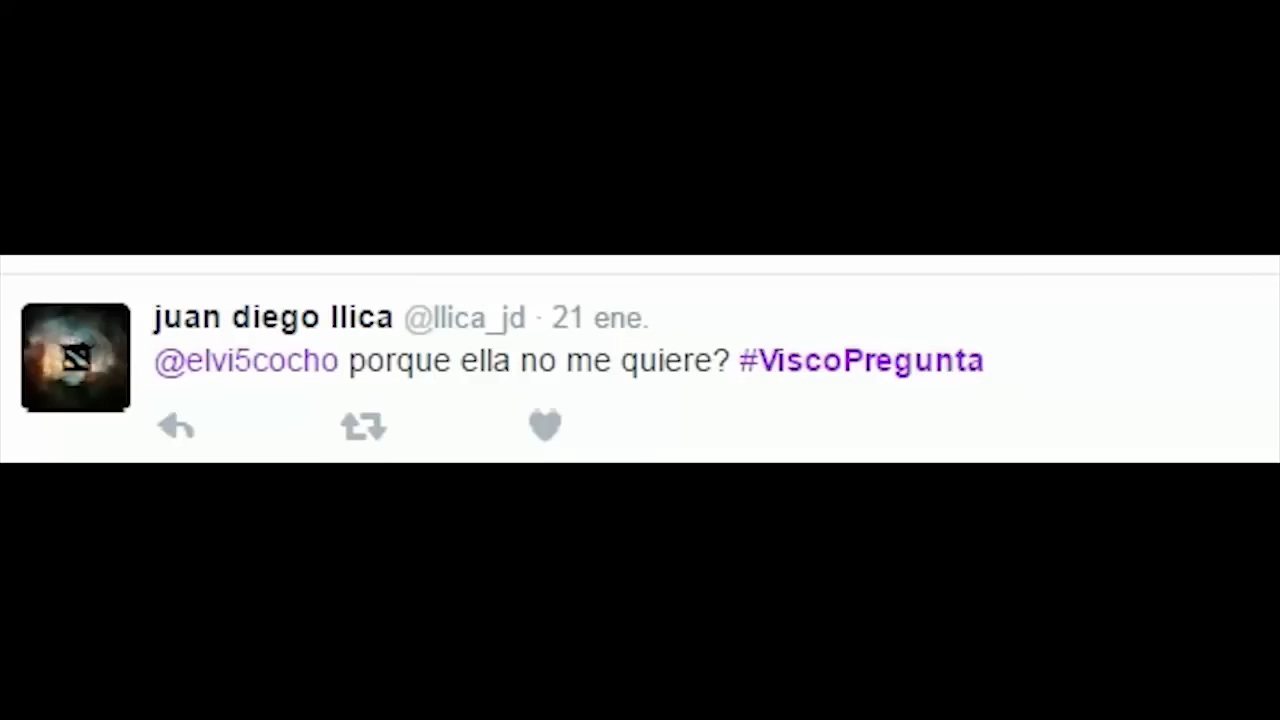 juan diego llica @llica_jd · 21 ene.
@elvi5cocho porque ella no me quiere? #ViscoPregunta